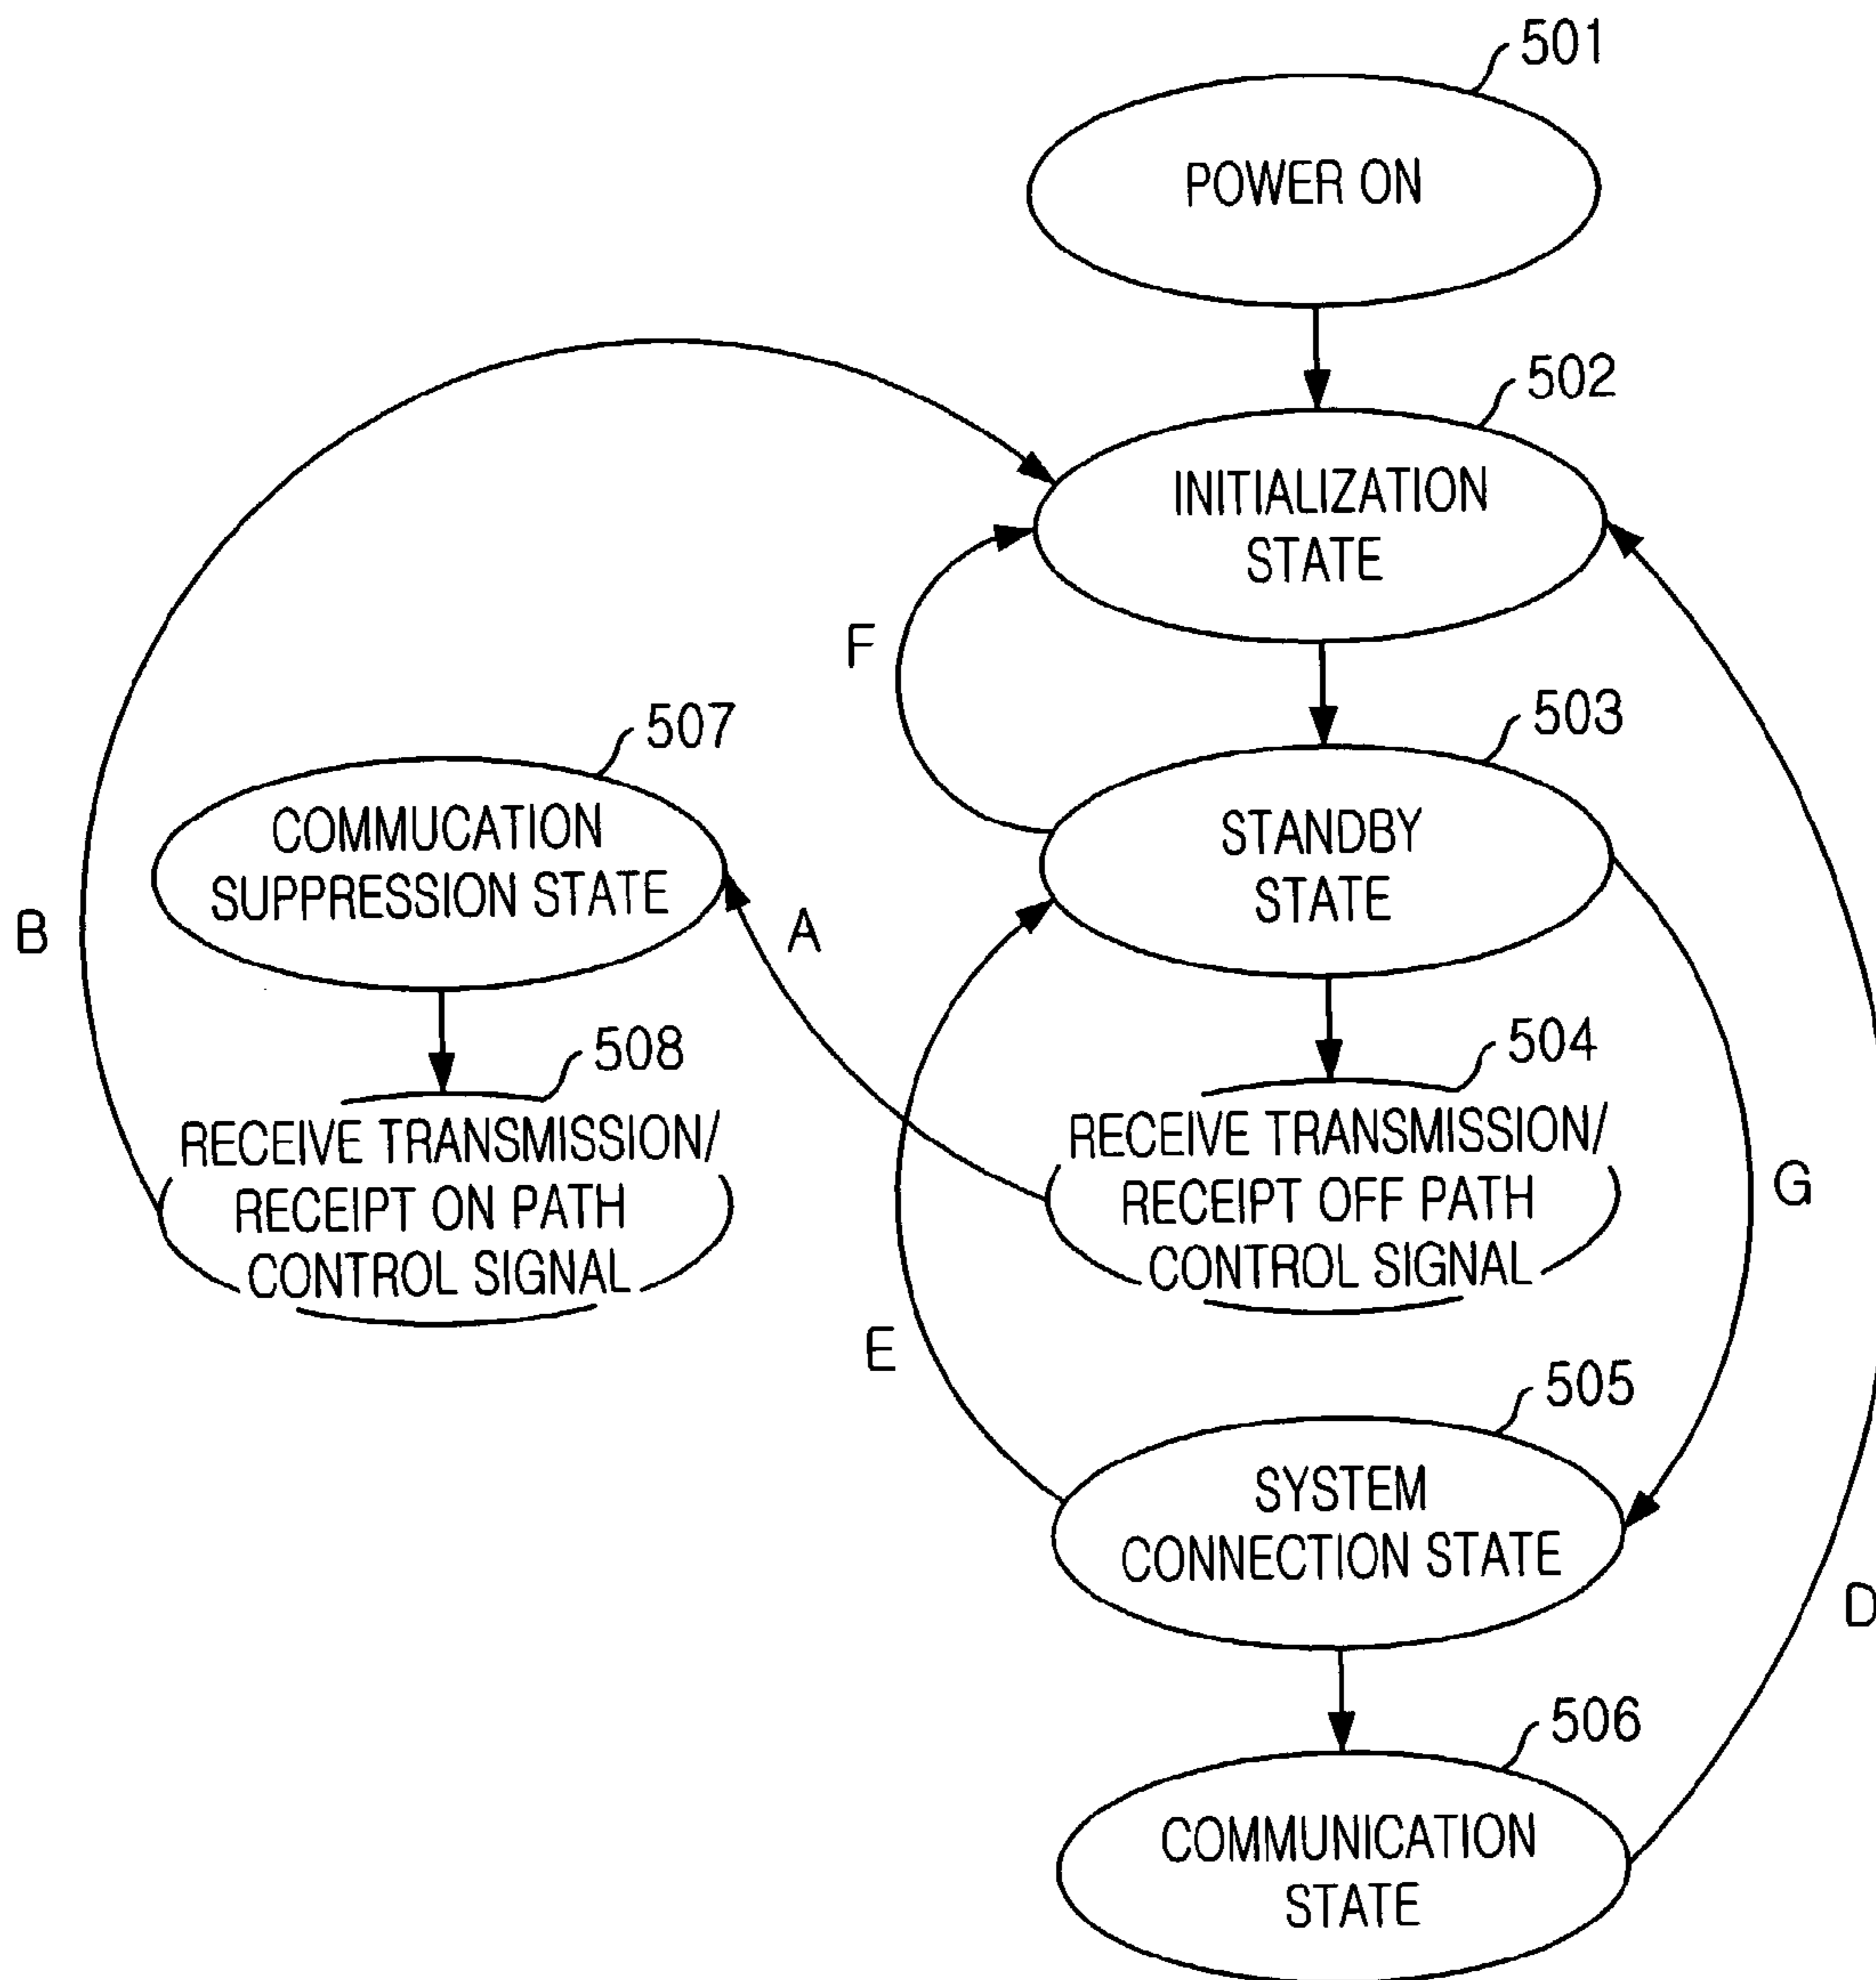 501
POWER ON
502
INITIALIZATION
STATE
F
503
STANDBY
STATE
507
COMMUCATION
SUPPRESSION STATE
B
A
508
RECEIVE TRANSMISSION/
RECEIPT ON PATH
CONTROL SIGNAL
504
RECEIVE TRANSMISSION/
RECEIPT OFF PATH
CONTROL SIGNAL
G
E
505
SYSTEM
CONNECTION STATE
D
506
COMMUNICATION
STATE